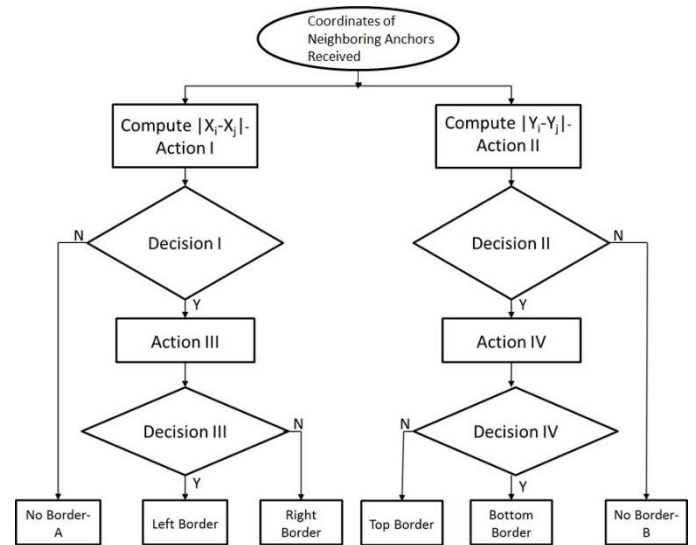 Coordinates of
Neighboring Anchors
Received
Compute |Xi-Xj|-
Action I
Compute |Yi-Yj|-
Action II
N
Decision I
Decision II
N
Y
Y
Action III
Action IV
Decision III
N
N
Decision IV
Y
Y
No Border-
A
Left Border
Right
Border
Top Border
Bottom
Border
No Border-
B